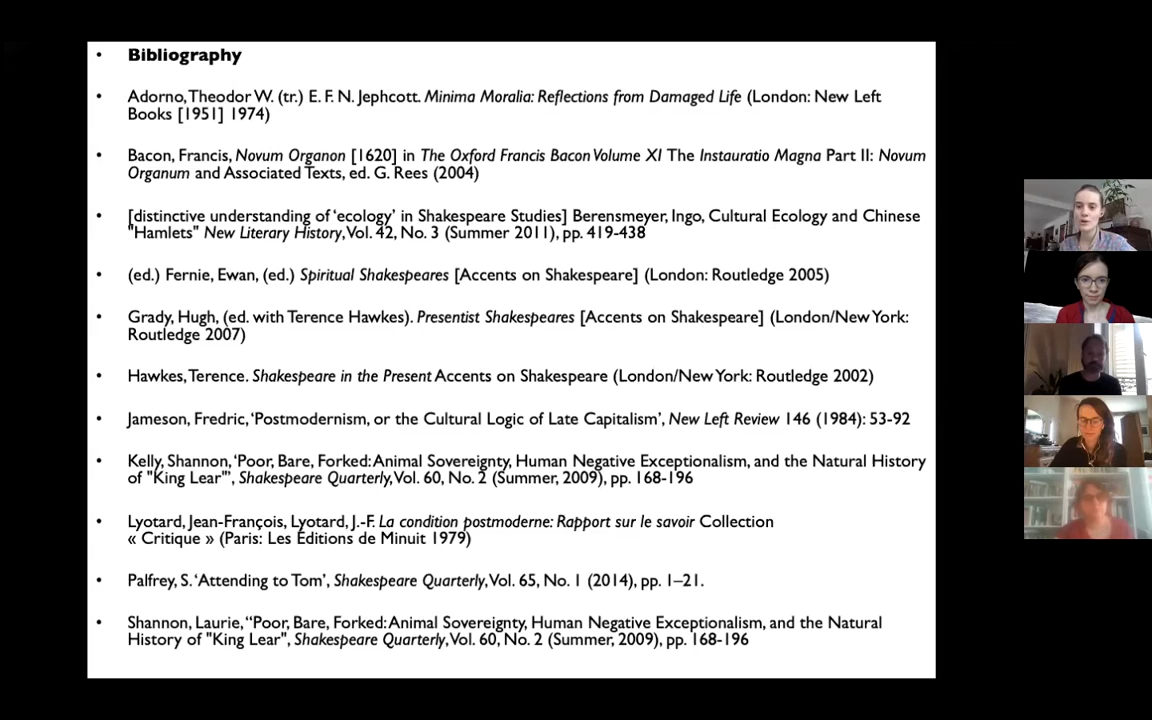 • Bibliography
• Adorno, Theodor W. (tr.) E. F. N. Jephcott. Minima Moralia: Reflections from Damaged Life (London: New Left
Books [1951] 1974)
• Bacon, Francis, Novum Organon [1620] in The Oxford Francis Bacon Volume XI The Instauratio Magna Part II: Novum
Organum and Associated Texts, ed. G. Rees (2004)
• [distinctive understanding of 'ecology' in Shakespeare Studies] Berensmeyer, Ingo, Cultural Ecology and Chinese
"Hamlets" New Literary History, Vol. 42, No. 3 (Summer 2011), pp. 419-438
• (ed.) Fernie, Ewan, (ed.) Spiritual Shakespeares [Accents on Shakespeare] (London: Routledge 2005)
• Grady, Hugh, (ed. with Terence Hawkes). Presentist Shakespeares [Accents on Shakespeare] (London/New York:
Routledge 2007)
• Hawkes, Terence. Shakespeare in the Present Accents on Shakespeare (London/New York: Routledge 2002)
• Jameson, Fredric, 'Postmodernism, or the Cultural Logic of Late Capitalism', New Left Review 146 (1984): 53-92
• Kelly, Shannon, 'Poor, Bare, Forked: Animal Sovereignty, Human Negative Exceptionalism, and the Natural History
of "King Lear"', Shakespeare Quarterly, Vol. 60, No. 2 (Summer, 2009), pp. 168-196
• Lyotard, Jean-François, Lyotard, J.-F. La condition postmoderne: Rapport sur le savoir Collection
« Critique » (Paris: Les Éditions de Minuit 1979)
• Palfrey, S. 'Attending to Tom', Shakespeare Quarterly, Vol. 65, No. 1 (2014), pp. 1–21.
• Shannon, Laurie, "Poor, Bare, Forked: Animal Sovereignty, Human Negative Exceptionalism, and the Natural
History of "King Lear", Shakespeare Quarterly, Vol. 60, No. 2 (Summer, 2009), pp. 168-196